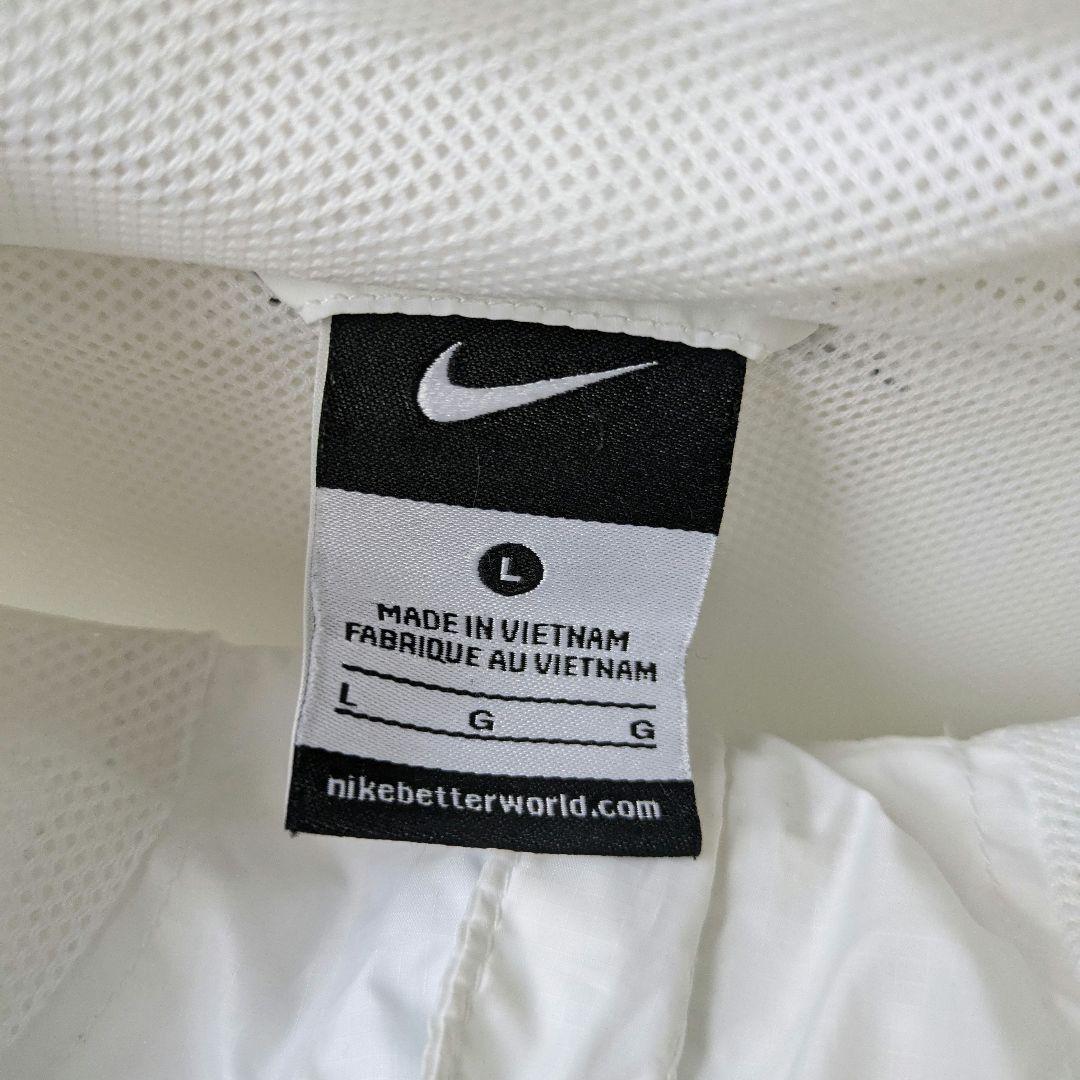 L
MADE IN VIETNAM
FABRIQUE AU VIETNAM
L G G
nikebetterworld.com